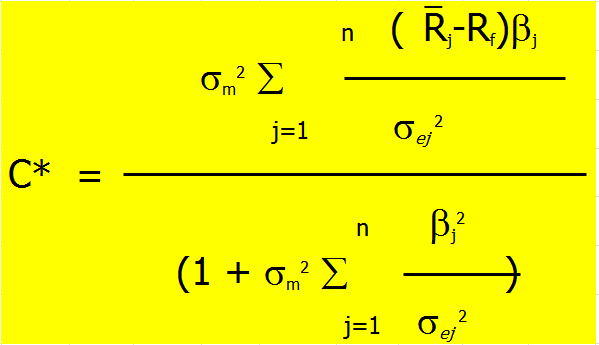 n ( R̅j-Rf)βj
σm² ∑
j=1 σej²
C* =
n βj²
(1 + σm² ∑ )
j=1 σej²